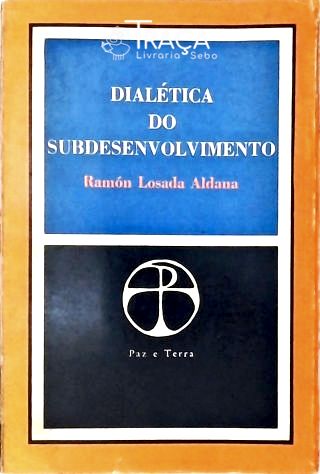 TRAÇA
Livraria Sebo
DIALÉTICA
DO
SUBDESENVOLVIMENTO
Ramón Losada Aldana
Paz e Terra